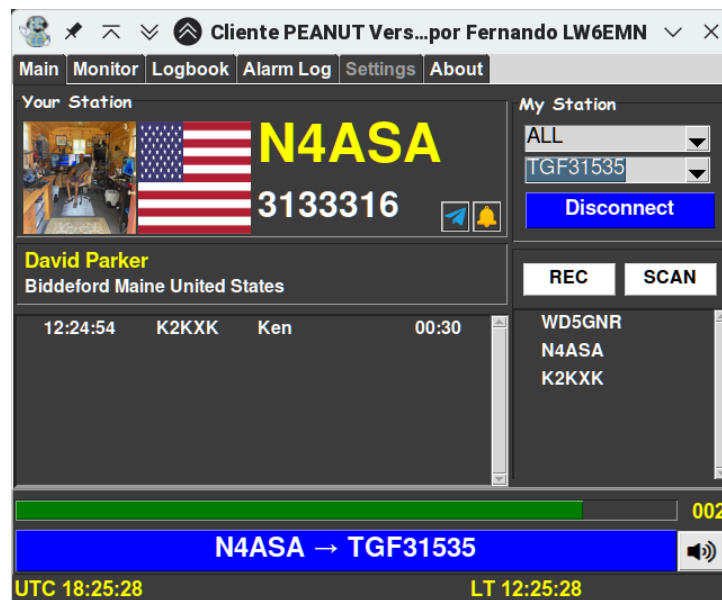 Cliente PEANUT Vers...por Fernando LW6EMN
Main Monitor Logbook Alarm Log Settings About
Your Station
My Station
N4ASA
3133316
ALL
TGF31535
Disconnect
David Parker
Biddeford Maine United States
REC SCAN
12:24:54 K2KXK Ken 00:30
WD5GNR
N4ASA
K2KXK
002
N4ASA → TGF31535
UTC 18:25:28 LT 12:25:28